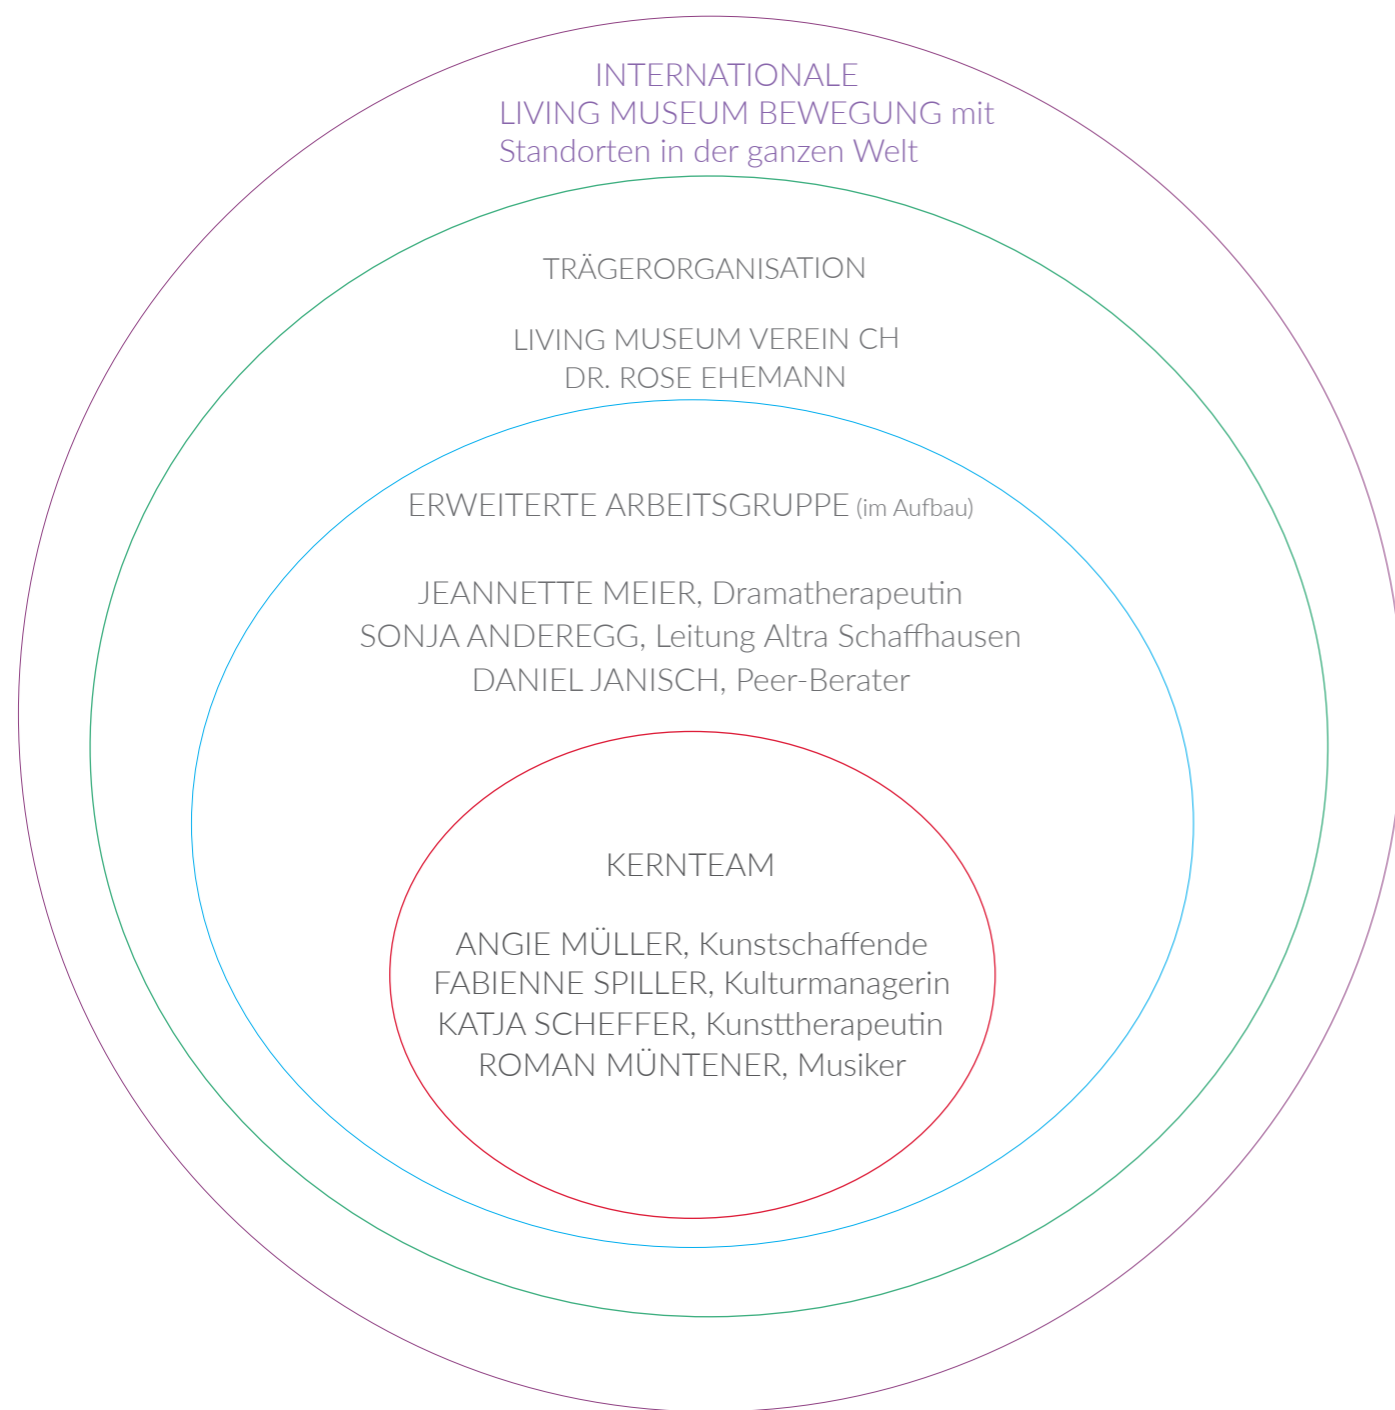 INTERNATIONALE
LIVING MUSEUM BEWEGUNG mit
Standorten in der ganzen Welt
TRÄGERORGANISATION
LIVING MUSEUM VEREIN CH
DR. ROSE EHEMANN
ERWEITERTE ARBEITSGRUPPE (im Aufbau)
JEANNETTE MEIER, Dramatherapeutin
SONJA ANDEREGG, Leitung Altra Schaffhausen
DANIEL JANISCH, Peer-Berater
KERNTEAM
ANGIE MÜLLER, Kunstschaffende
FABIENNE SPILLER, Kulturmanagerin
KATJA SCHEFFER, Kunsttherapeutin
ROMAN MÜNTENER, Musiker